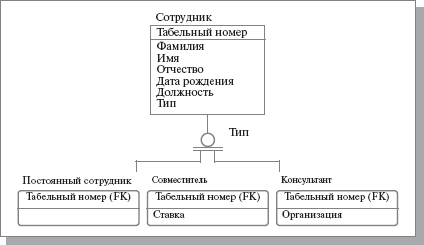 Сотрудник
Табельный номер
Фамилия
Имя
Отчество
Дата рождения
Должность
Тип
Тип
Постоянный сотрудник
Совместитель
Консультант
Табельный номер (FK)
Табельный номер (FK)
Табельный номер (FK)
Ставка
Организация